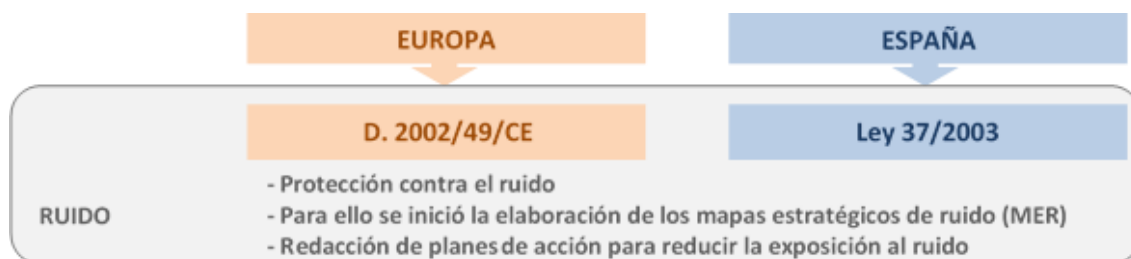 EUROPA
ESPAÑA
D. 2002/49/CE
Ley 37/2003
RUIDO
- Protección contra el ruido
- Para ello se inició la elaboración de los mapas estratégicos de ruido (MER)
- Redacción de planes de acción para reducir la exposición al ruido